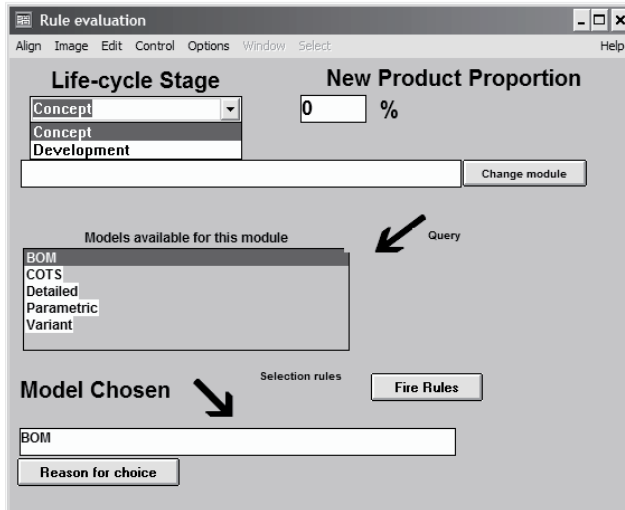 Rule evaluation
Align Image Edit Control Options Window Select Help
Life-cycle Stage
New Product Proportion
Concept
0 %
Concept
Development
Change module
Models available for this module
Query
BOM
COTS
Detailed
Parametric
Variant
Selection rules
Model Chosen
Fire Rules
BOM
Reason for choice